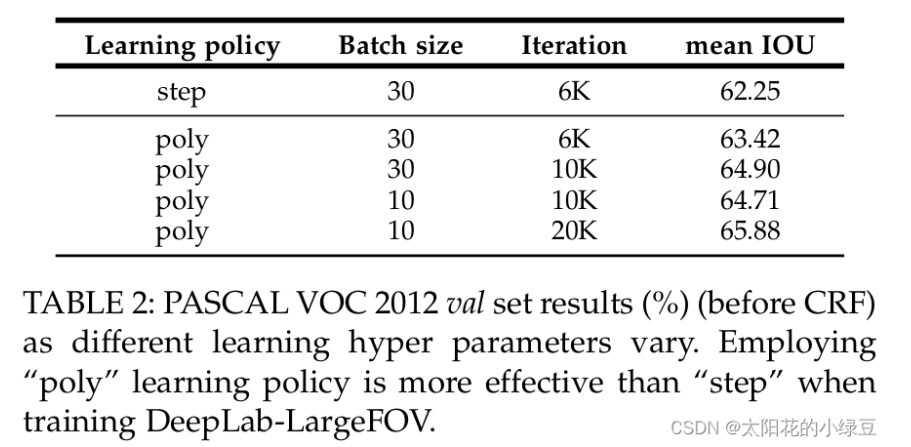 Learning policy Batch size Iteration mean IOU
step 30 6K 62.25
poly 30 6K 63.42
poly 30 10K 64.90
poly 10 10K 64.71
poly 10 20K 65.88
TABLE 2: PASCAL VOC 2012 val set results (%) (before CRF)
as different learning hyper parameters vary. Employing
“poly” learning policy is more effective than “step” when
training DeepLab-LargeFOV.
CSDN @太阳花的小绿豆